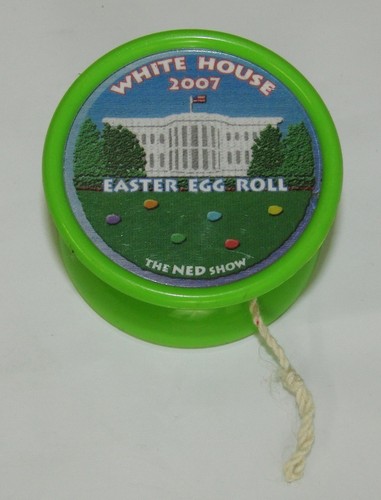 WHITE HOUSE
2007
EASTER EGG ROLL
THE NED SHOW